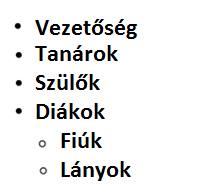 • Vezetőség
• Tanárok
• Szülők
• Diákok
◦ Fiúk
◦ Lányok